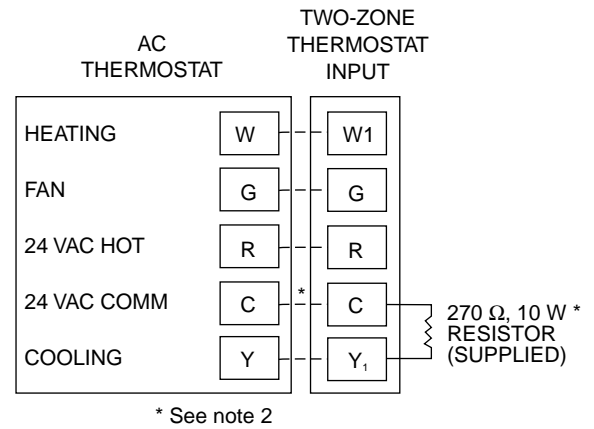 TWO-ZONE
THERMOSTAT
INPUT
AC
THERMOSTAT
HEATING W W1
FAN G G
24 VAC HOT R R
24 VAC COMM C * C
270 Ω, 10 W *
RESISTOR
(SUPPLIED)
COOLING Y Y₁
* See note 2